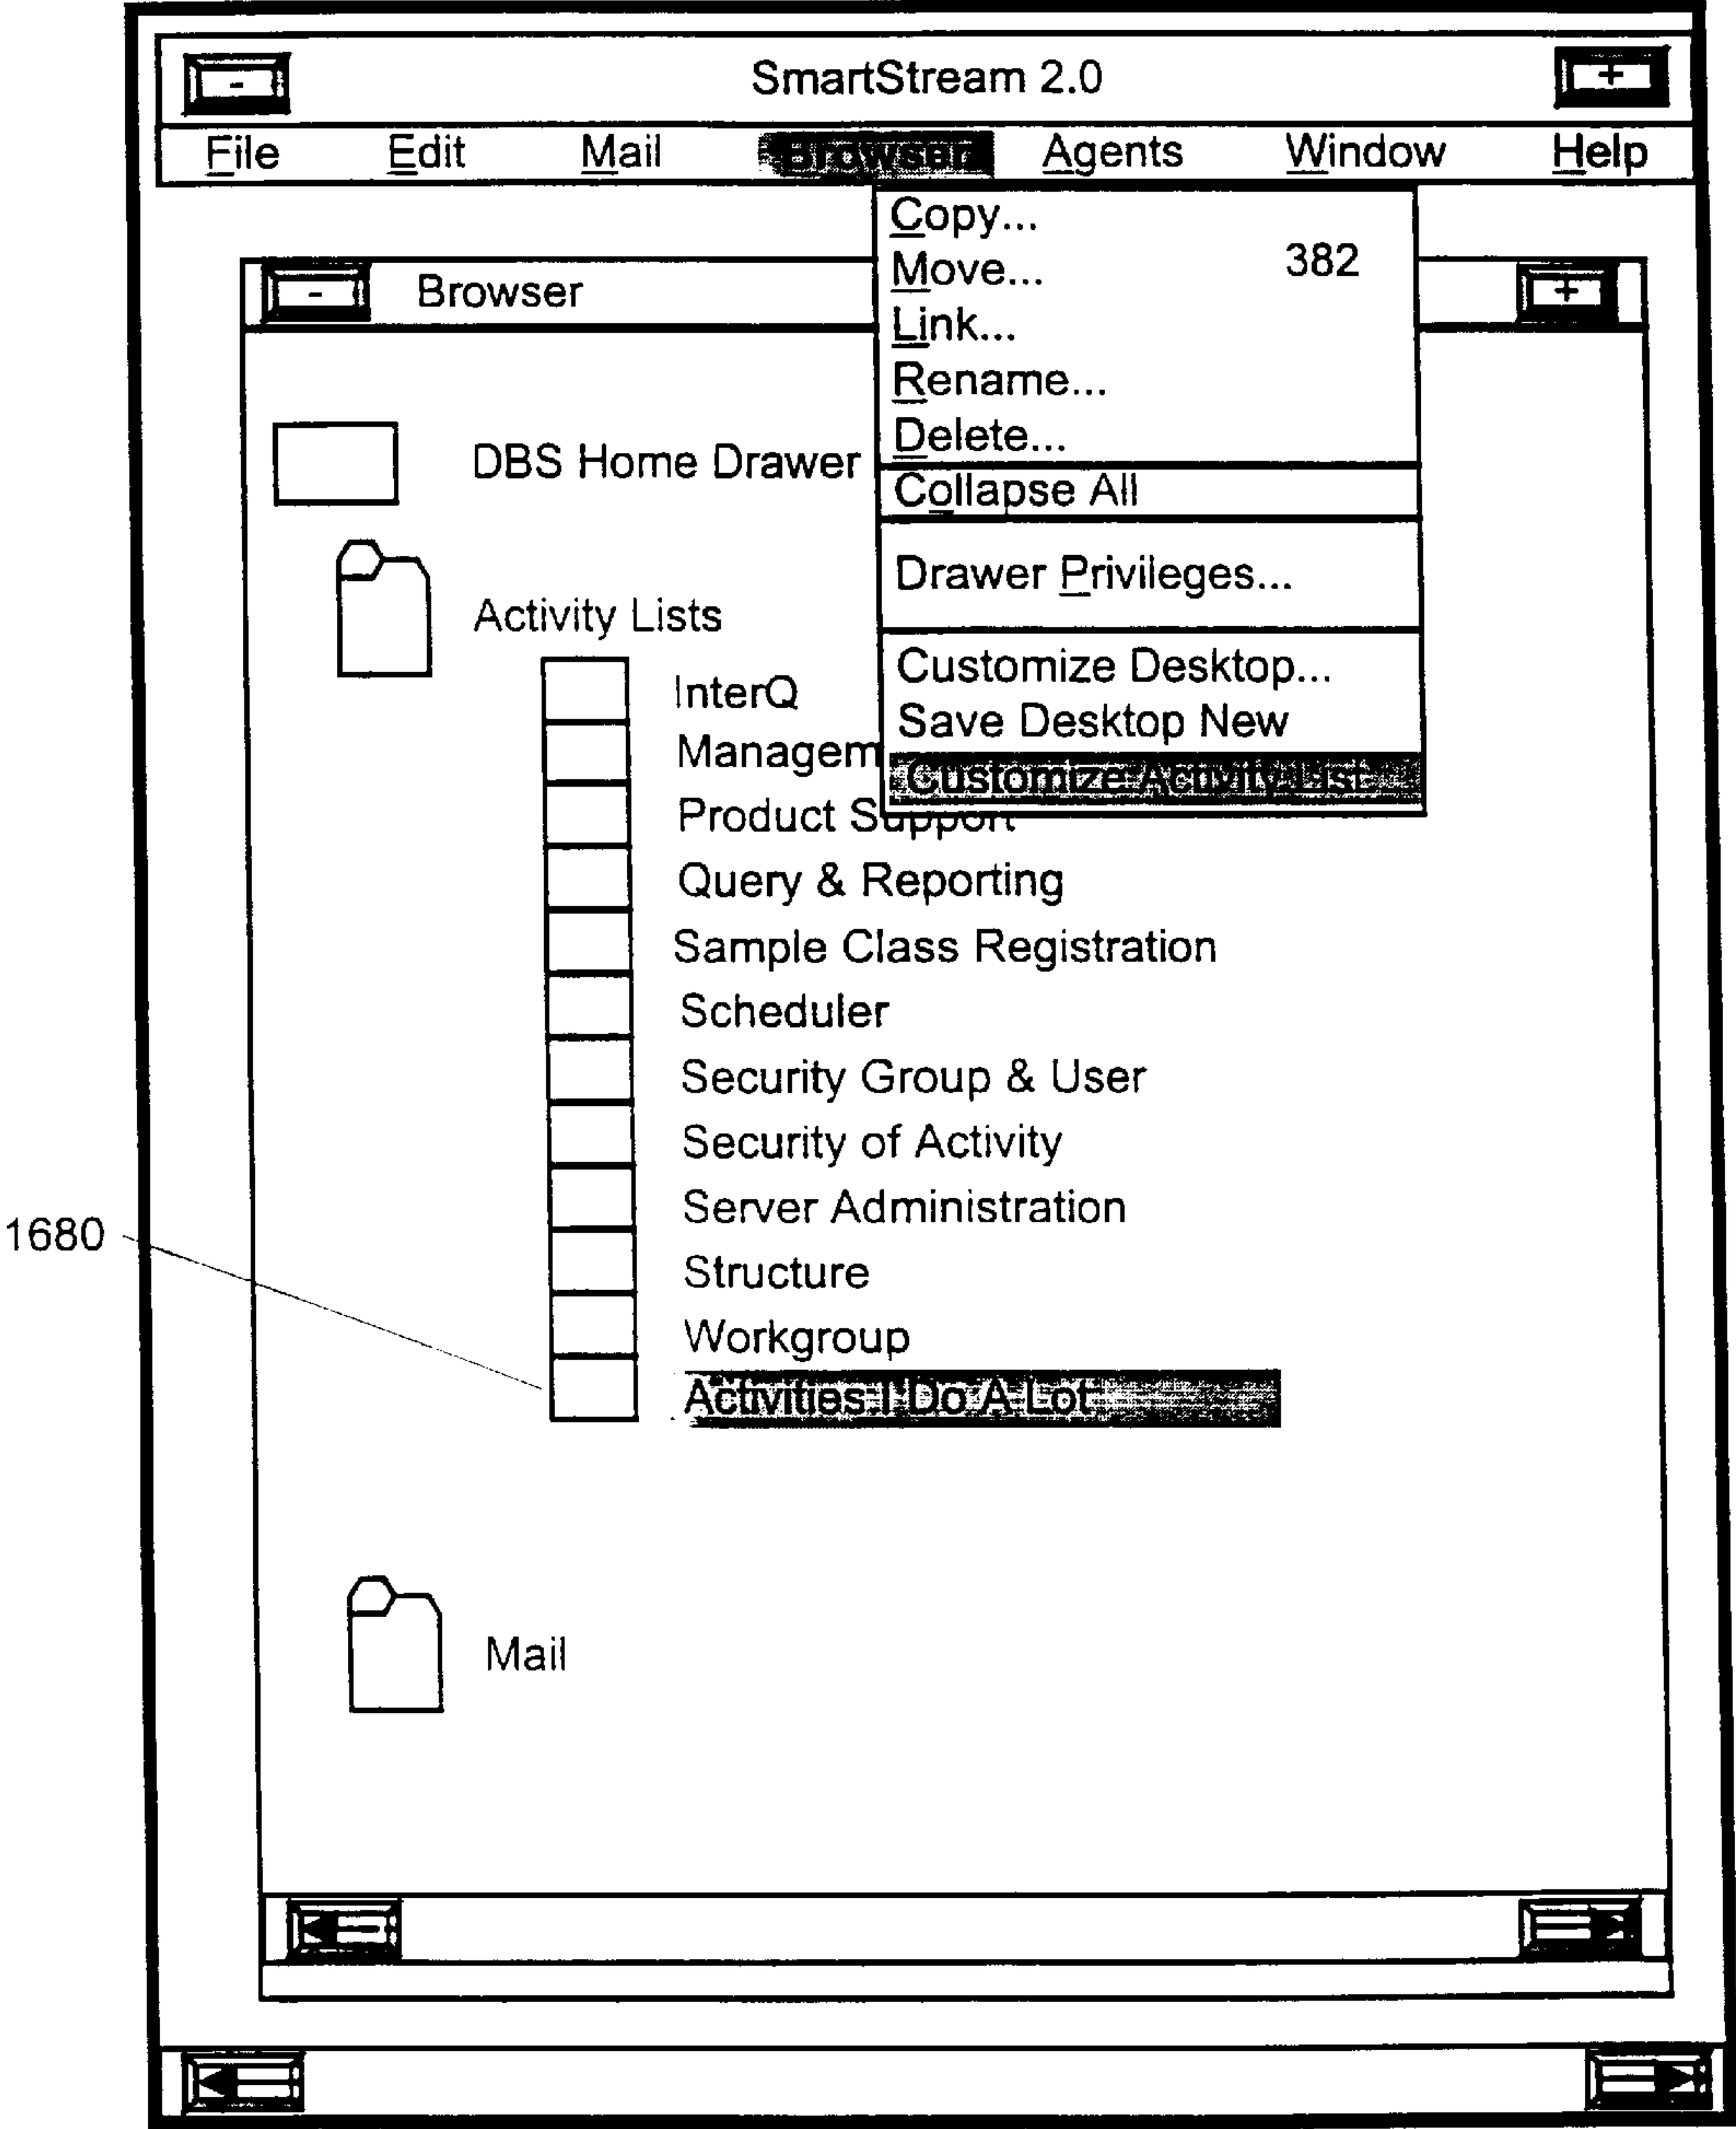 SmartStream 2.0
File Edit Mail Browser Agents Window Help
Copy...
Move... 382
Link...
Rename...
Delete...
Collapse All
Drawer Privileges...
Customize Desktop...
Save Desktop New
Customize Activity List
- Browser +
DBS Home Drawer
Activity Lists
InterQ
Managem
Product Support
Query & Reporting
Sample Class Registration
Scheduler
Security Group & User
Security of Activity
Server Administration
Structure
Workgroup
1680
Activities I Do A Lot
Mail